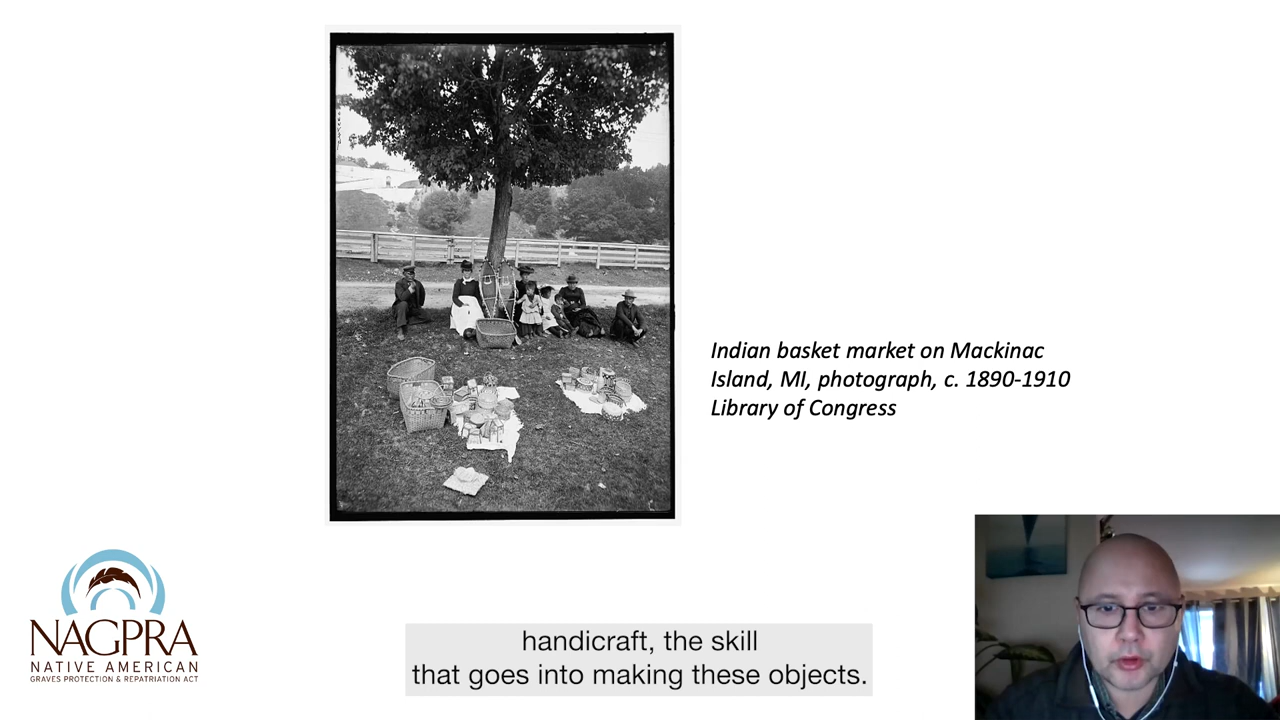 Indian basket market on Mackinac
Island, MI, photograph, c. 1890-1910
Library of Congress
NAGPRA
NATIVE AMERICAN
GRAVES PROTECTION & REPATRIATION ACT
handicraft, the skill
that goes into making these objects.